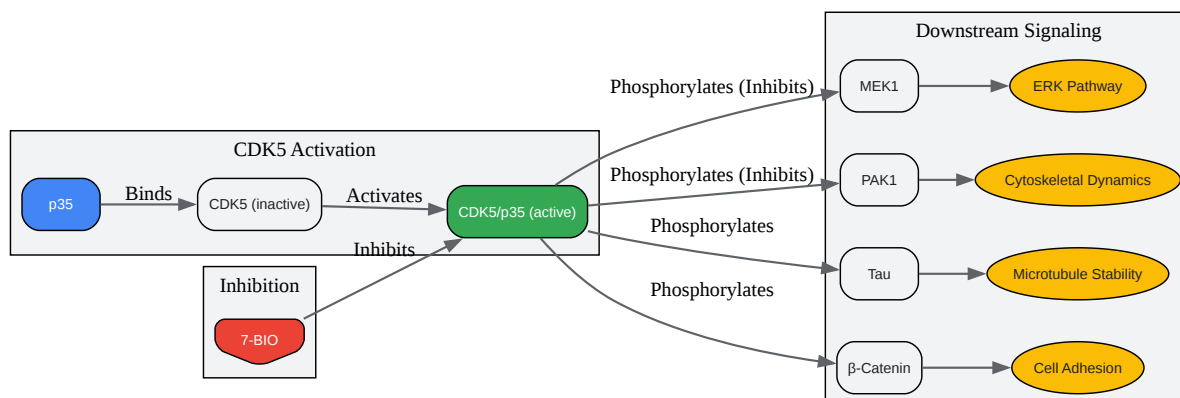 Downstream Signaling
Phosphorylates (Inhibits)
MEK1
ERK Pathway
CDK5 Activation
p35
Binds
CDK5 (inactive)
Activates
CDK5/p35 (active)
Phosphorylates (Inhibits)
PAK1
Cytoskeletal Dynamics
Phosphorylates
Inhibits
Tau
Microtubule Stability
Inhibition
7-BIO
Phosphorylates
β-Catenin
Cell Adhesion